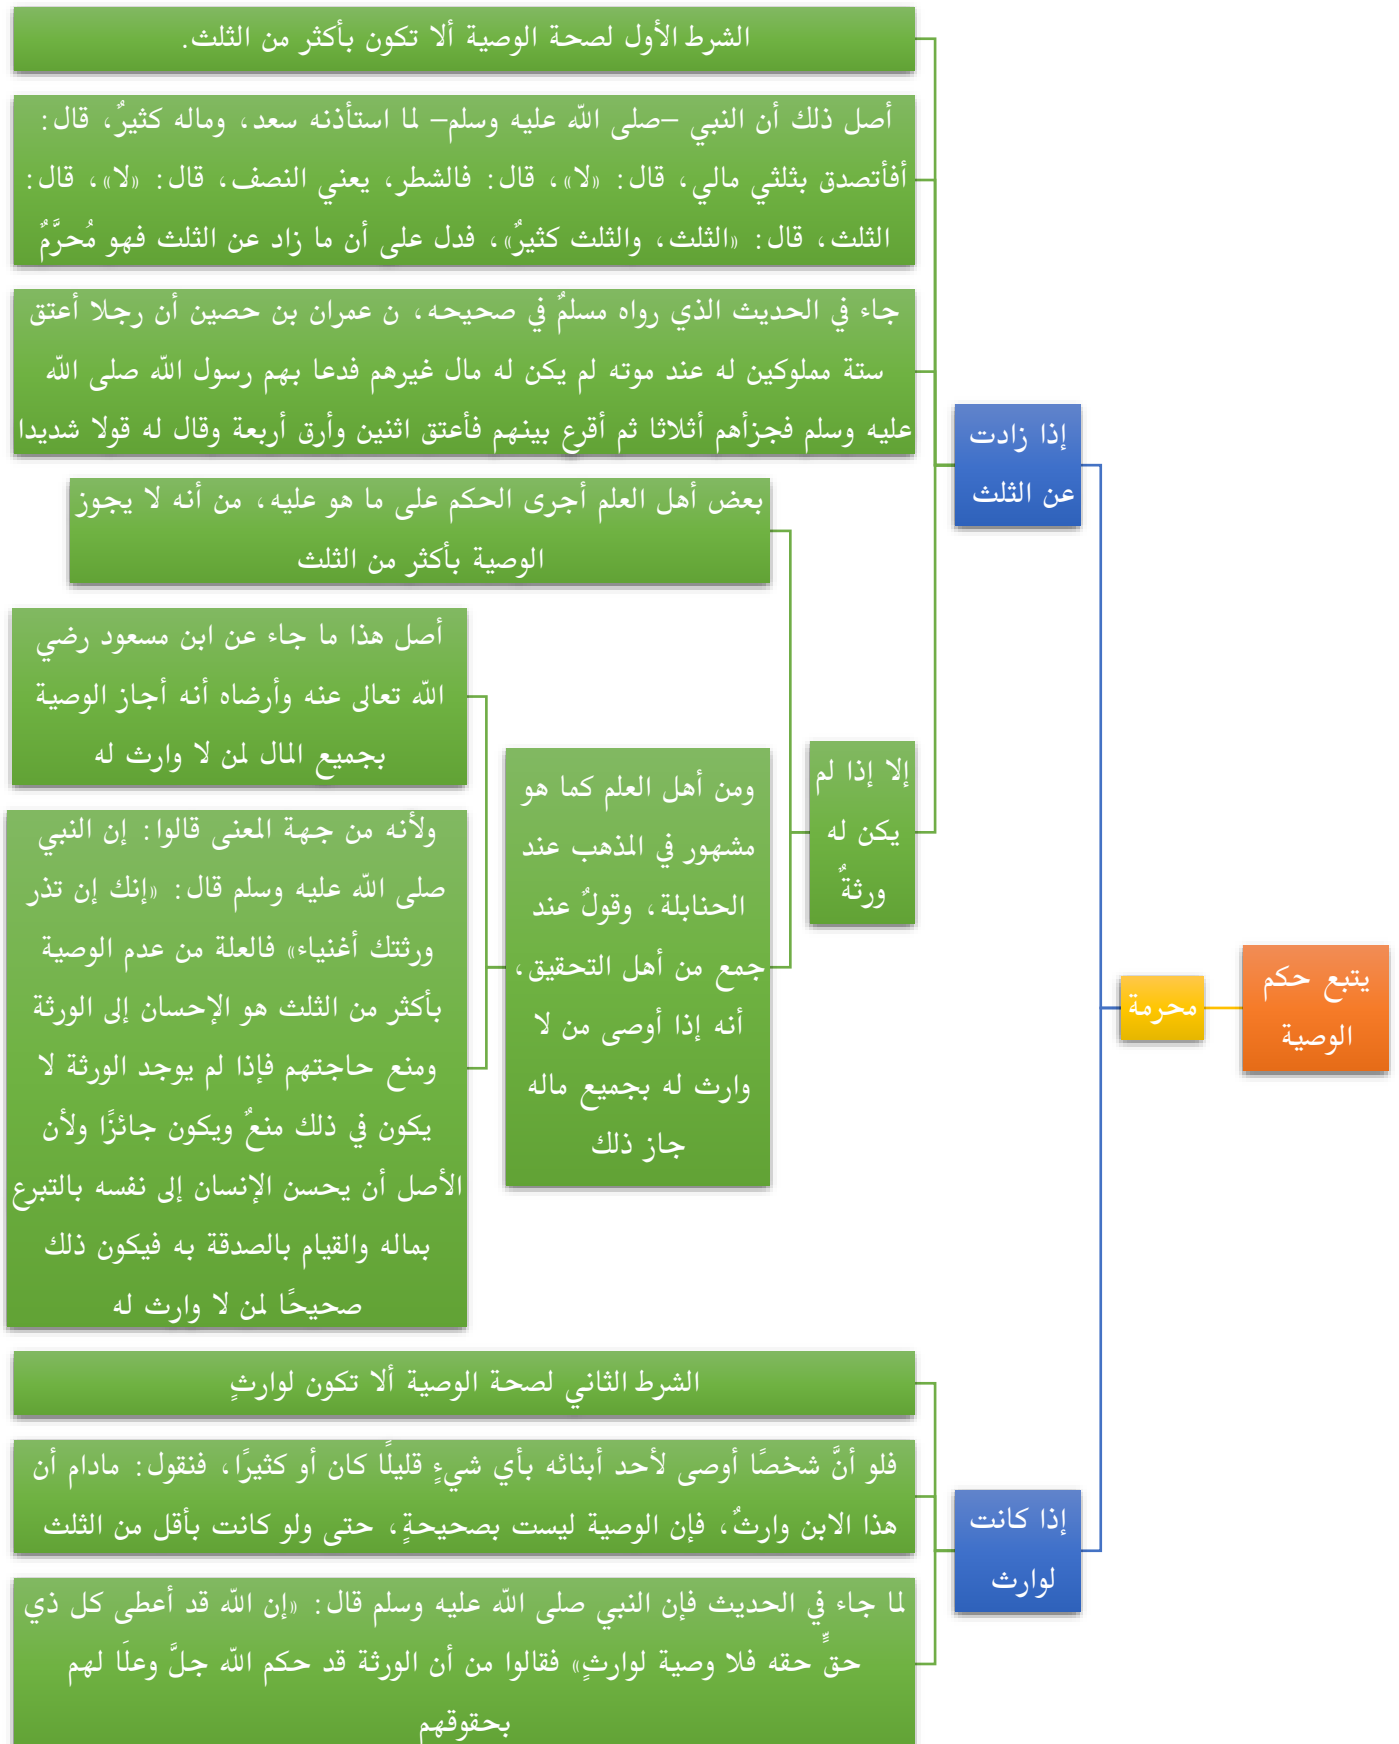 يتبع حكم
الوصية
محرمة
إذا زادت
عن الثلث
الشرط الأول لصحة الوصية ألا تكون بأكثر من الثلث.
أصل ذلك أن النبي –صلى الله عليه وسلم– لما استأذنه سعد، وماله كثيرٌ، قال:
أفأتصدق بثلثي مالي، قال: «لا»، قال: فالشطر، يعني النصف، قال: «لا»، قال:
الثلث، قال: «الثلث، والثلث كثيرٌ»، فدل على أن ما زاد عن الثلث فهو مُحرَّمٌ
جاء في الحديث الذي رواه مسلمٌ في صحيحه، ن عمران بن حصين أن رجلا أعتق
ستة مملوكين له عند موته لم يكن له مال غيرهم فدعا بهم رسول الله صلى الله
عليه وسلم فجزأهم أثلاثا ثم أقرع بينهم فأعتق اثنين وأرق أربعة وقال له قولا شديدا
إلا إذا لم
يكن له
ورثةٌ
بعض أهل العلم أجرى الحكم على ما هو عليه، من أنه لا يجوز
الوصية بأكثر من الثلث
ومن أهل العلم كما هو
مشهور في المذهب عند
الحنابلة، وقولٌ عند
جمع من أهل التحقيق،
أنه إذا أوصى من لا
وارث له بجميع ماله
جاز ذلك
أصل هذا ما جاء عن ابن مسعود رضي
الله تعالى عنه وأرضاه أنه أجاز الوصية
بجميع المال لمن لا وارث له
ولأنه من جهة المعنى قالوا: إن النبي
صلى الله عليه وسلم قال: «إنك إن تذر
ورثتك أغنياء» فالعلة من عدم الوصية
بأكثر من الثلث هو الإحسان إلى الورثة
ومنع حاجتهم فإذا لم يوجد الورثة لا
يكون في ذلك منعٌ ويكون جائزًا ولأن
الأصل أن يحسن الإنسان إلى نفسه بالتبرع
بماله والقيام بالصدقة به فيكون ذلك
صحيحًا لمن لا وارث له
إذا كانت
لوارث
الشرط الثاني لصحة الوصية ألا تكون لوارثٍ
فلو أنَّ شخصًا أوصى لأحد أبنائه بأي شيءٍ قليلًا كان أو كثيرًا، فنقول: مادام أن
هذا الابن وارثٌ، فإن الوصية ليست بصحيحةٍ، حتى ولو كانت بأقل من الثلث
لما جاء في الحديث فإن النبي صلى الله عليه وسلم قال: «إن الله قد أعطى كل ذي
حقٍّ حقه فلا وصية لوارثٍ» فقالوا من أن الورثة قد حكم الله جلَّ وعلَا لهم
بحقوقهم